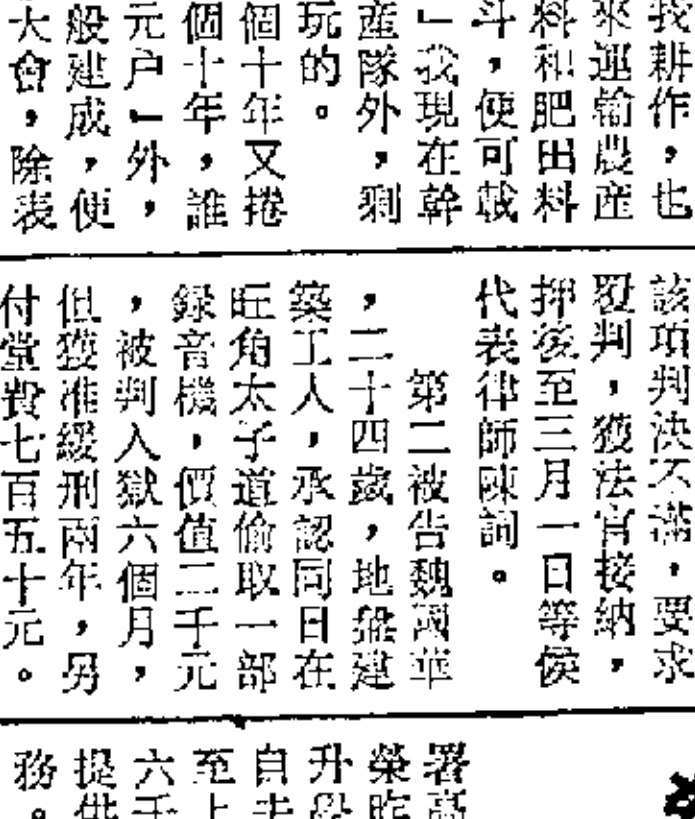 我耕作，也
來運輸農產
料和肥田料
斗，便可載
」我現在幹
產隊外，剩
玩的。
個十年又捲
個十年，誰
元户」外，
般建成，便
大會，除表
該項判決不滿，要求
覆判，獲法官接納，
押後至三月一日等候
代表律師陳詞。
第二被告魏國華
，二十四歲，地盤建
築工人，承認同日在
旺角太子道偷取一部
錄音機，價值二千元
，被判入獄六個月，
但獲准緩刑兩年，另
付堂費七百五十元。
署高
榮昨
升
自
至上
六千
提供
務。